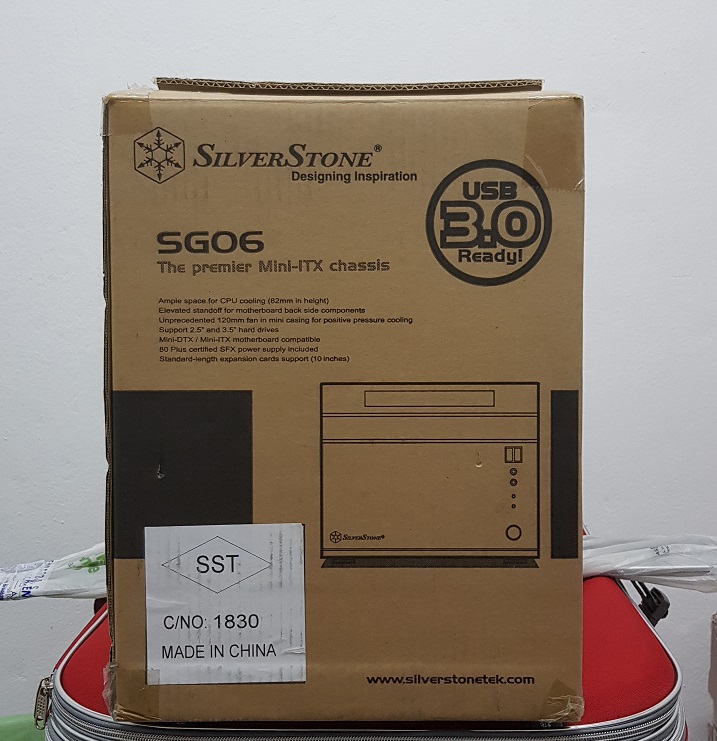 SILVERSTONE®
Designing Inspiration
USB
3.0
Ready!
SG06
The premier Mini-ITX chassis
Ample space for CPU cooling (82mm in height)
Elevated standoff for motherboard back side components
Unprecedented 120mm fan in mini casing for positive pressure cooling
Support 2.5" and 3.5" hard drives
Mini-DTX / Mini-ITX motherboard compatible
80 Plus certified SFX power supply included
Standard-length expansion cards support (10 inches)
SILVERSTONE®
SST
C/NO: 1830
MADE IN CHINA
www.silverstonetek.com